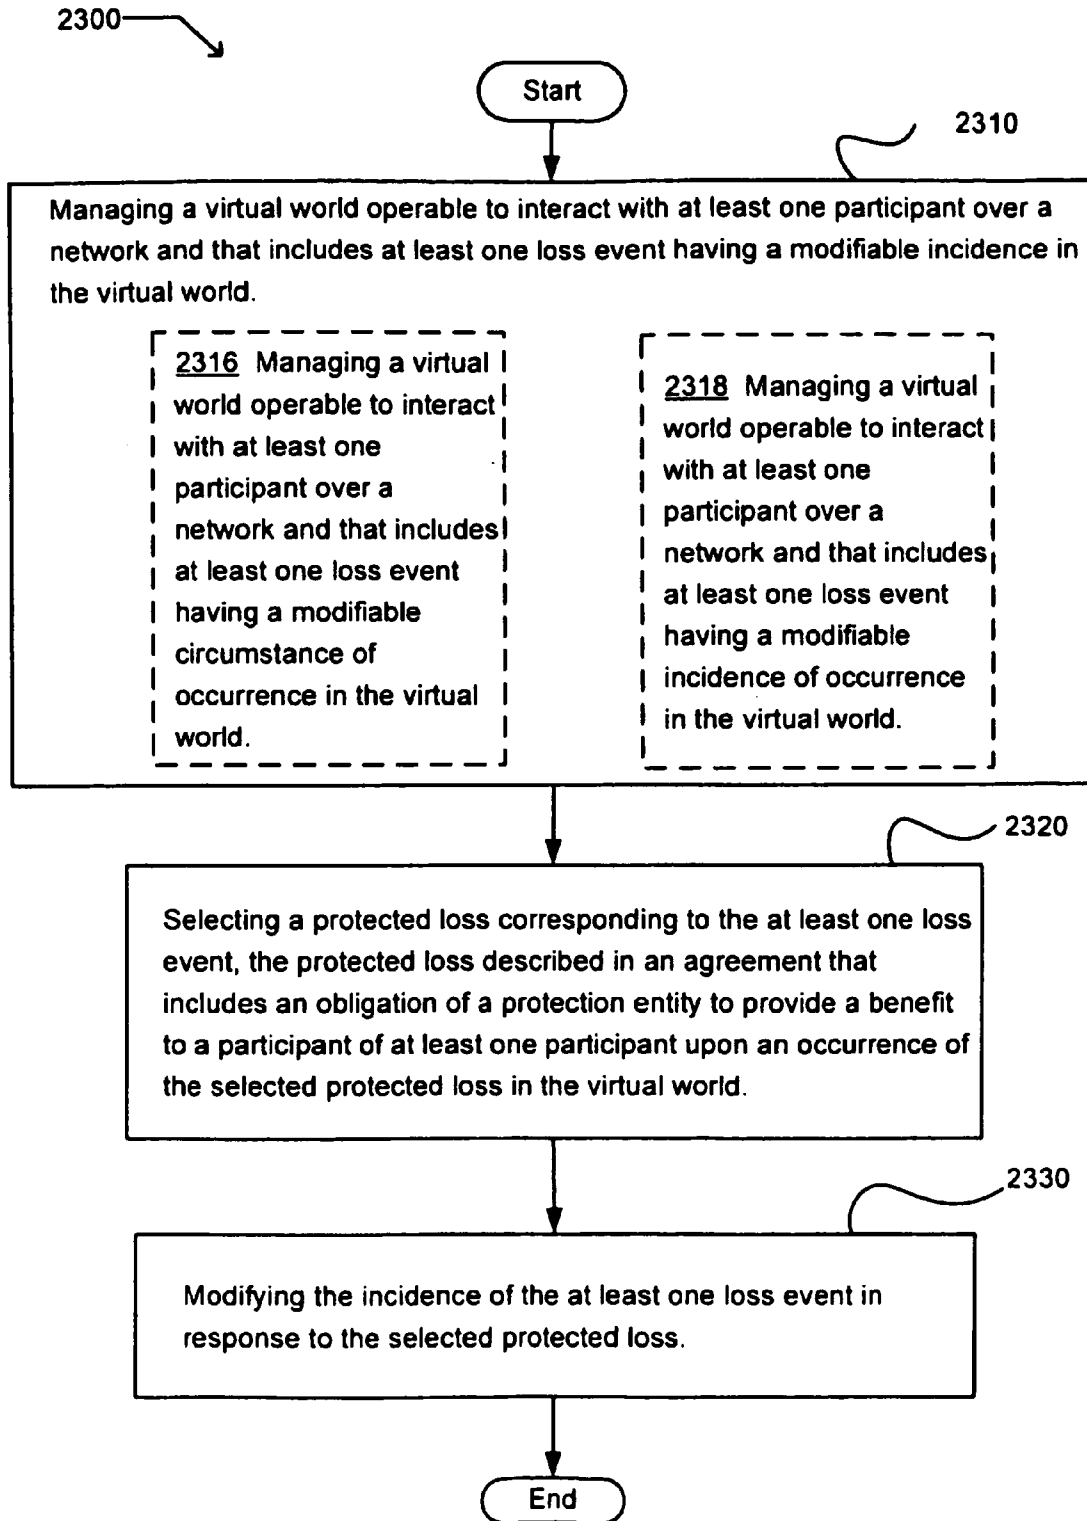 2300
Start
2310
Managing a virtual world operable to interact with at least one participant over a
network and that includes at least one loss event having a modifiable incidence in
the virtual world.
2316 Managing a virtual
world operable to interact
with at least one
participant over a
network and that includes
at least one loss event
having a modifiable
circumstance of
occurrence in the virtual
world.
2318 Managing a virtual
world operable to interact
with at least one
participant over a
network and that includes
at least one loss event
having a modifiable
incidence of occurrence
in the virtual world.
2320
Selecting a protected loss corresponding to the at least one loss
event, the protected loss described in an agreement that
includes an obligation of a protection entity to provide a benefit
to a participant of at least one participant upon an occurrence of
the selected protected loss in the virtual world.
2330
Modifying the incidence of the at least one loss event in
response to the selected protected loss.
End